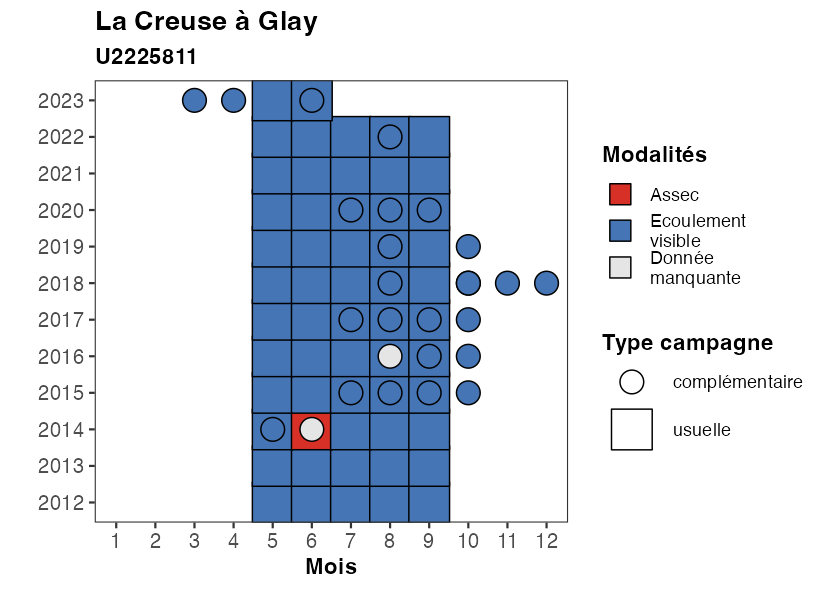 La Creuse à Glay
U2225811
2023
2022
2021
2020
2019
2018
2017
2016
2015
2014
2013
2012
1 2 3 4 5 6 7 8 9 10 11 12
Mois
Modalités
Assec
Ecoulement
visible
Donnée
manquante
Type campagne
complémentaire
usuelle